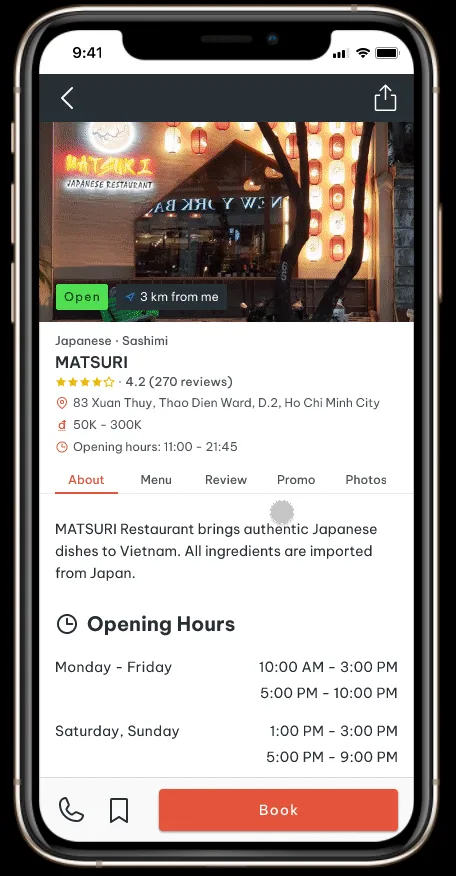 9:41
MATSURI
JAPANESE RESTAURANT
NEW YORK BA
Open
3 km from me
Japanese · Sashimi
MATSURI
· 4.2 (270 reviews)
83 Xuan Thuy, Thao Dien Ward, D.2, Ho Chi Minh City
đ 50K - 300K
Opening hours: 11:00 - 21:45
About Menu Review Promo Photos
MATSURI Restaurant brings authentic Japanese
dishes to Vietnam. All ingredients are imported
from Japan.
Opening Hours
Monday - Friday 10:00 AM - 3:00 PM
5:00 PM - 10:00 PM
Saturday, Sunday 1:00 PM - 3:00 PM
5:00 PM - 9:00 PM
Book